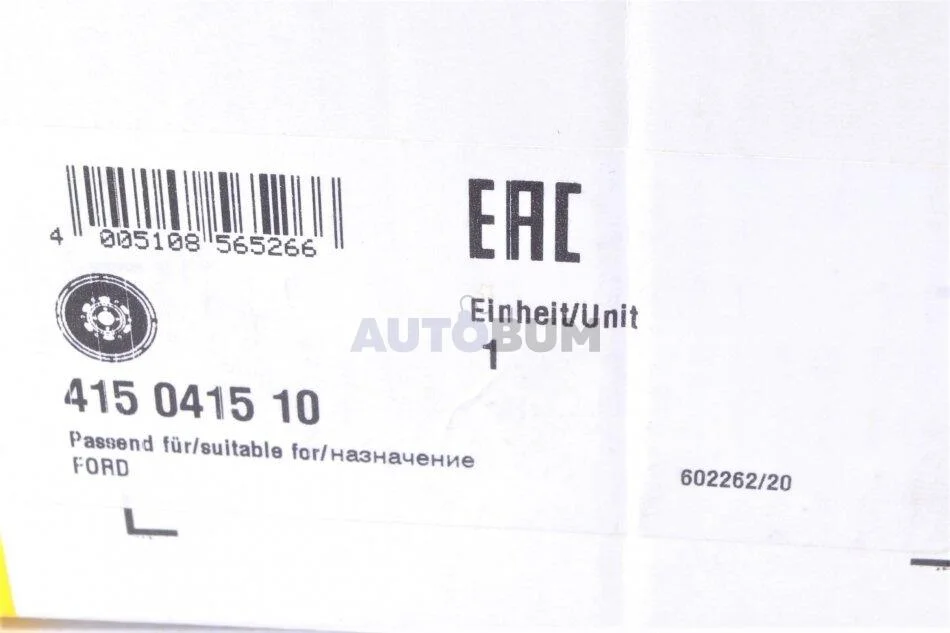 4 005108 565266
EAC
Einheit/Unit
1
AUTOBUM
415 0415 10
Passend für/suitable for/назначение
FORD
602262/20